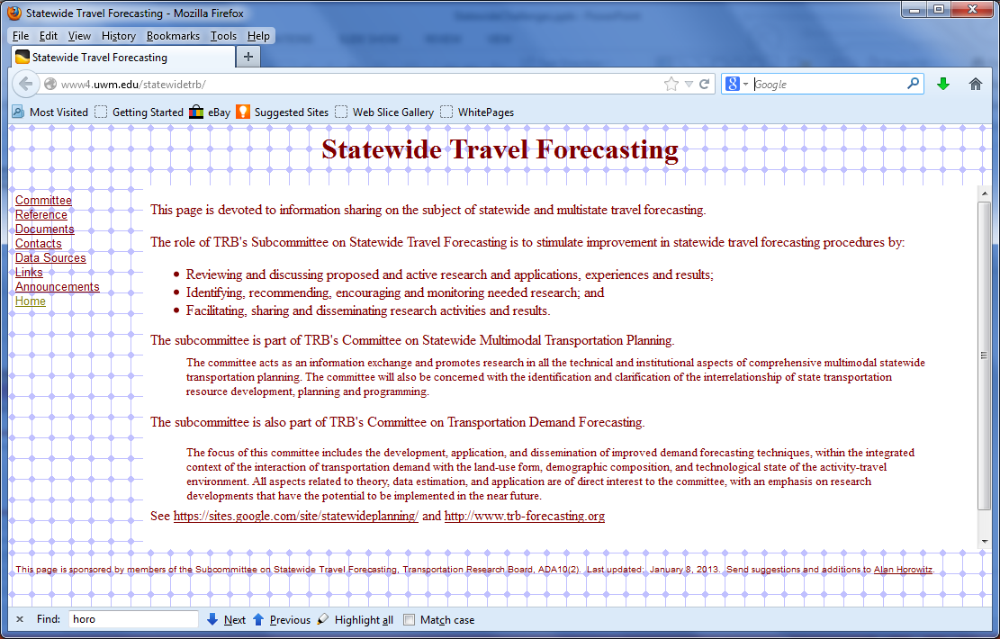 Statewide Travel Forecasting - Mozilla Firefox
File Edit View History Bookmarks Tools Help
Statewide Travel Forecasting
www4.uwm.edu/statewidetrb/
Google
Most Visited Getting Started eBay Suggested Sites Web Slice Gallery WhitePages
Statewide Travel Forecasting
Committee
Reference
Documents
Contacts
Data Sources
Links
Announcements
Home
This page is devoted to information sharing on the subject of statewide and multistate travel forecasting.
The role of TRB's Subcommittee on Statewide Travel Forecasting is to stimulate improvement in statewide travel forecasting procedures by:
• Reviewing and discussing proposed and active research and applications, experiences and results;
• Identifying, recommending, encouraging and monitoring needed research; and
• Facilitating, sharing and disseminating research activities and results.
The subcommittee is part of TRB's Committee on Statewide Multimodal Transportation Planning.
The committee acts as an information exchange and promotes research in all the technical and institutional aspects of comprehensive multimodal statewide
transportation planning. The committee will also be concerned with the identification and clarification of the interrelationship of state transportation
resource development, planning and programming.
The subcommittee is also part of TRB's Committee on Transportation Demand Forecasting.
The focus of this committee includes the development, application, and dissemination of improved demand forecasting techniques, within the integrated
context of the interaction of transportation demand with the land-use form, demographic composition, and technological state of the activity-travel
environment. All aspects related to theory, data estimation, and application are of direct interest to the committee, with an emphasis on research
developments that have the potential to be implemented in the near future.
See https://sites.google.com/site/statewideplanning/ and http://www.trb-forecasting.org
This page is sponsored by members of the Subcommittee on Statewide Travel Forecasting, Transportation Research Board, ADA10(2). Last updated: January 8, 2013. Send suggestions and additions to Alan Horowitz.
Find: horo Next Previous Highlight all Match case